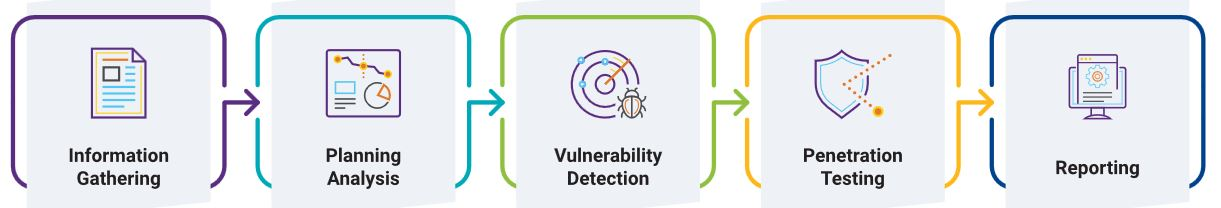 Information
Gathering
Planning
Analysis
Vulnerability
Detection
Penetration
Testing
Reporting